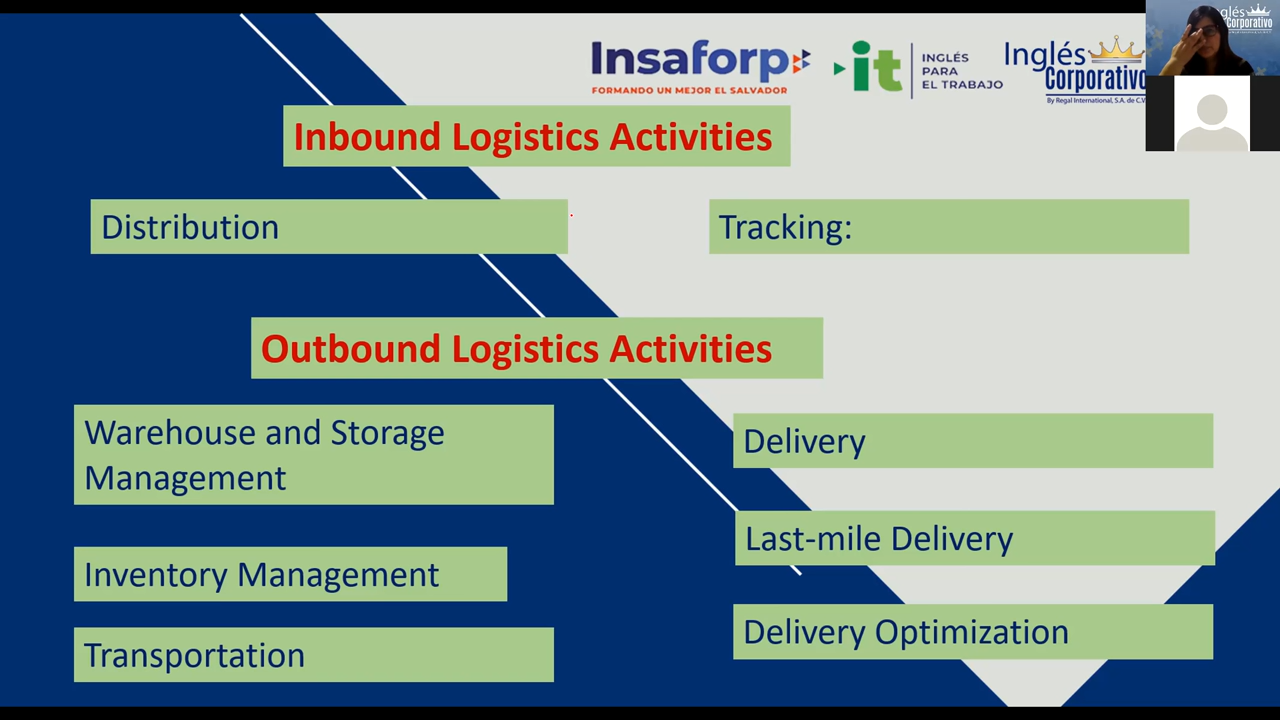 Insaforp
FORMANDO UN MEJOR EL SALVADOR
it
INGLÉS
PARA
EL TRABAJO
Inglés
Corporativo
By Regal International, S.A. de C.V.
glés
Corporativo
Inbound Logistics Activities
Distribution
Tracking:
Outbound Logistics Activities
Warehouse and Storage
Management
Delivery
Last-mile Delivery
Inventory Management
Delivery Optimization
Transportation